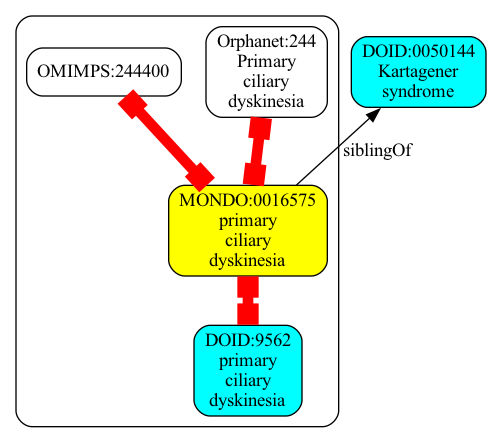 OMIMPS:244400
Orphanet:244
Primary
ciliary
dyskinesia
DOID:0050144
Kartagener
syndrome
siblingOf
MONDO:0016575
primary
ciliary
dyskinesia
DOID:9562
primary
ciliary
dyskinesia